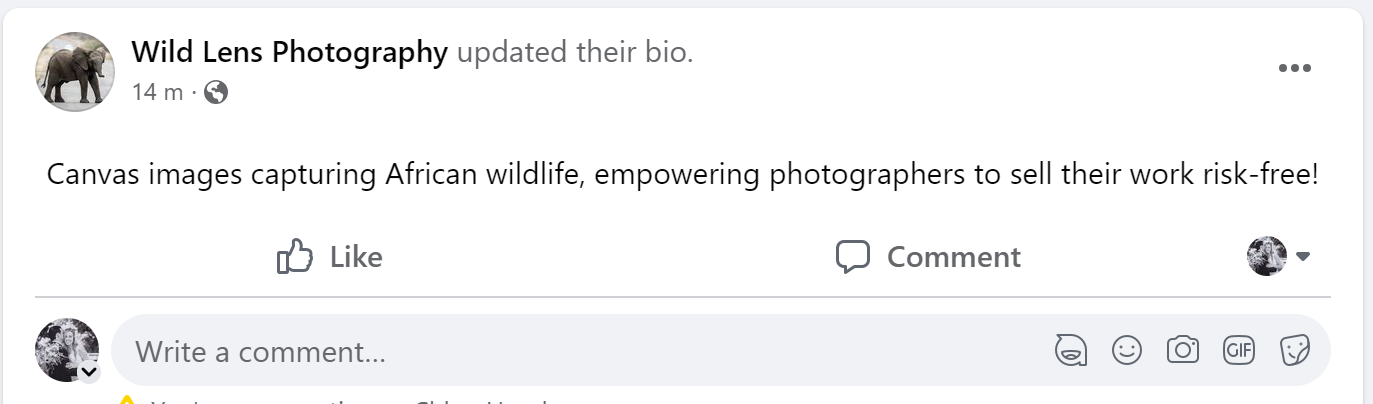 Wild Lens Photography updated their bio.
14 m ·
Canvas images capturing African wildlife, empowering photographers to sell their work risk-free!
Like
Comment
Write a comment...
GIF